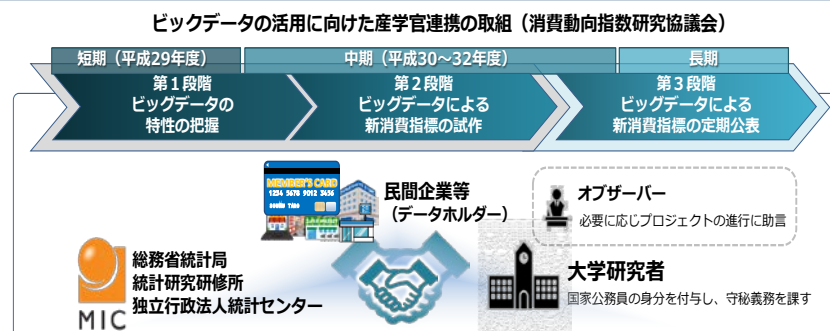 ビックデータの活用に向けた産学官連携の取組（消費動向指数研究協議会）
短期（平成29年度）
中期（平成30～32年度）
長期
第１段階
ビッグデータの
特性の把握
第２段階
ビッグデータによる
新消費指標の試作
第３段階
ビッグデータによる
新消費指標の定期公表
MEMBER'S CARD
1234 5678 9012 3456
民間企業等
（データホルダー）
オブザーバー
必要に応じプロジェクトの進行に助言
MIC
総務省統計局
統計研究研修所
独立行政法人統計センター
大学研究者
国家公務員の身分を付与し、守秘義務を課す